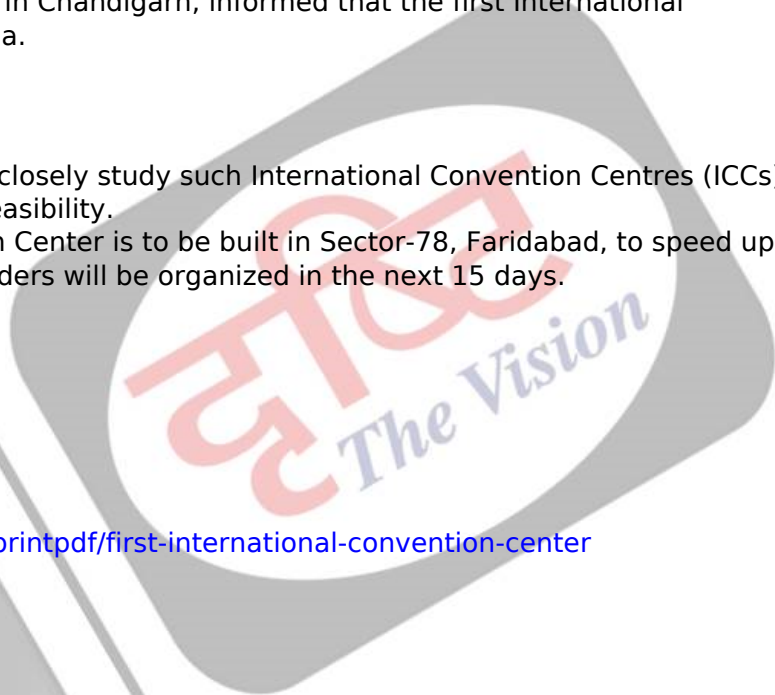 in Chandigarh, informed that the first international
a.
closely study such International Convention Centres (ICCs)
easibility.
n Center is to be built in Sector-78, Faridabad, to speed up
ders will be organized in the next 15 days.
दृष्टि
The Vision
printpdf/first-international-convention-center